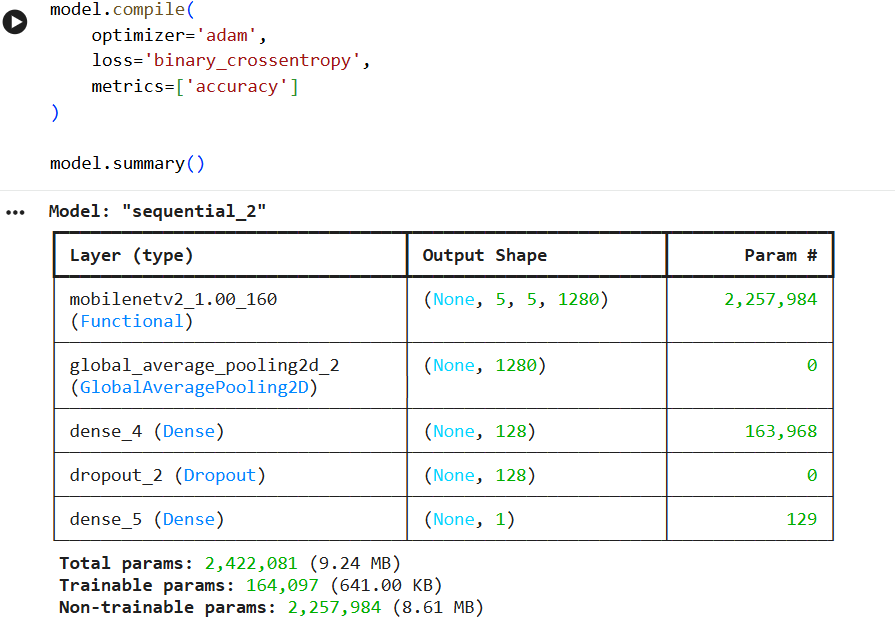 model.compile(
    optimizer='adam',
    loss='binary_crossentropy',
    metrics=['accuracy']
)
model.summary()
Model: "sequential_2"
Layer (type) Output Shape Param #
mobilenetv2_1.00_160 (None, 5, 5, 1280) 2,257,984
(Functional)
global_average_pooling2d_2 (None, 1280) 0
(GlobalAveragePooling2D)
dense_4 (Dense) (None, 128) 163,968
dropout_2 (Dropout) (None, 128) 0
dense_5 (Dense) (None, 1) 129
Total params: 2,422,081 (9.24 MB)
Trainable params: 164,097 (641.00 KB)
Non-trainable params: 2,257,984 (8.61 MB)